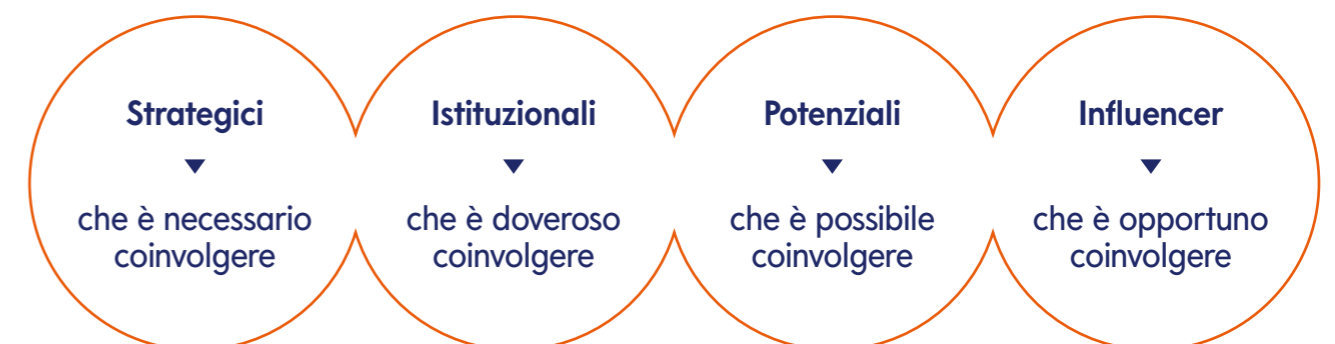 Strategici
che è necessario
coinvolgere
Istituzionali
che è doveroso
coinvolgere
Potenziali
che è possibile
coinvolgere
Influencer
che è opportuno
coinvolgere